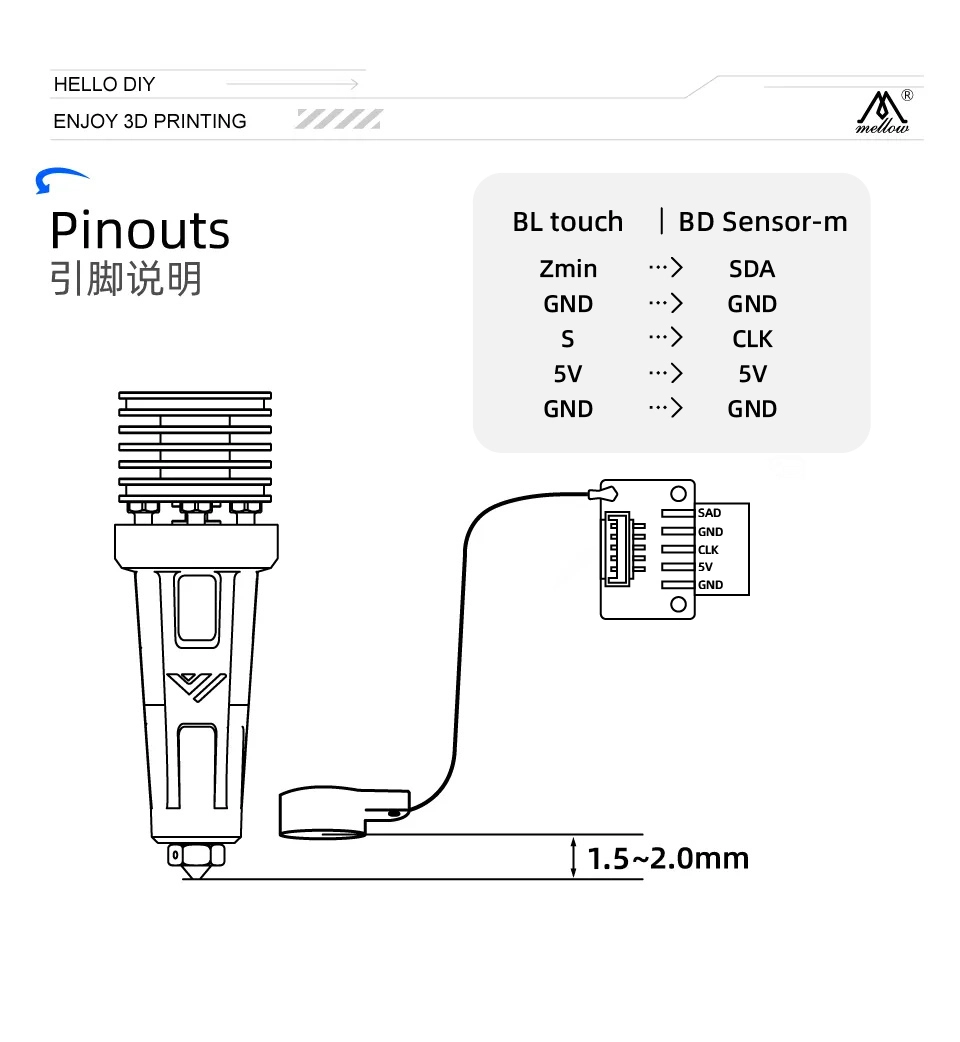 HELLO DIY
ENJOY 3D PRINTING
®
mellow
Pinouts
引脚说明
BL touch | BD Sensor-m
Zmin ···> SDA
GND ···> GND
S ···> CLK
5V ···> 5V
GND ···> GND
SAD
GND
CLK
5V
GND
1.5~2.0mm